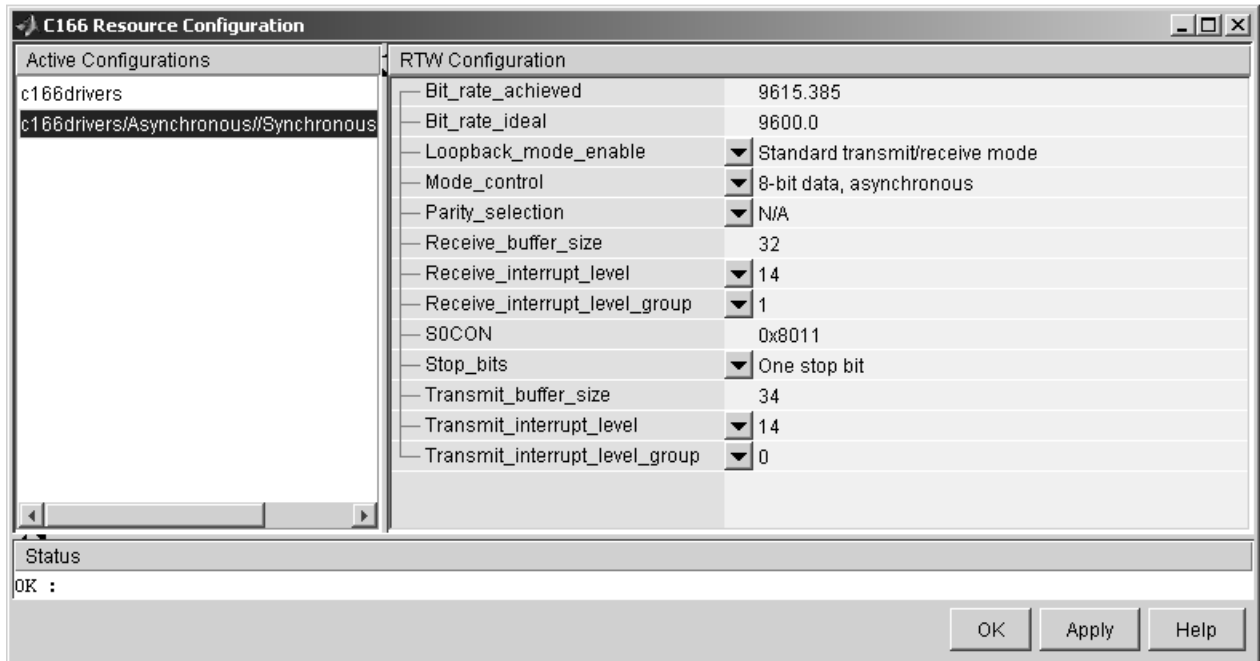 C166 Resource Configuration
Active Configurations
c166drivers
c166drivers/Asynchronous//Synchronous
RTW Configuration
Bit_rate_achieved 9615.385
Bit_rate_ideal 9600.0
Loopback_mode_enable Standard transmit/receive mode
Mode_control 8-bit data, asynchronous
Parity_selection N/A
Receive_buffer_size 32
Receive_interrupt_level 14
Receive_interrupt_level_group 1
S0CON 0x8011
Stop_bits One stop bit
Transmit_buffer_size 34
Transmit_interrupt_level 14
Transmit_interrupt_level_group 0
Status
OK :
OK Apply Help